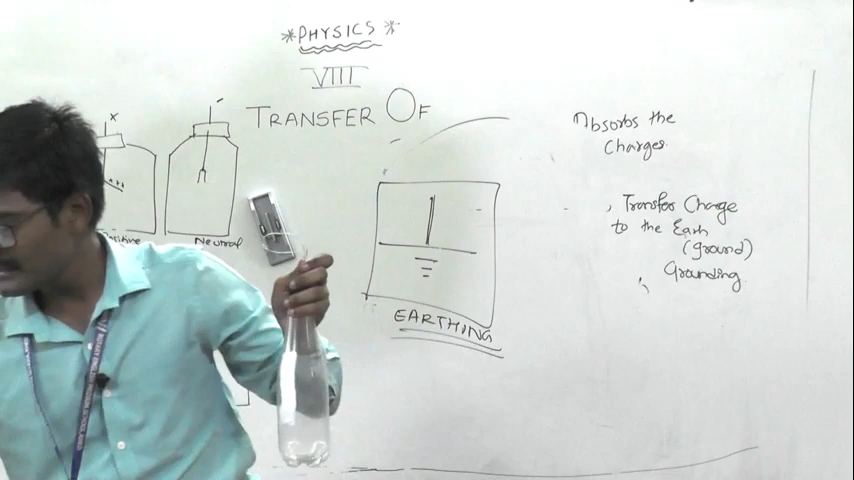 *PHYSICS*
VIII
TRANSFER OF
Neutral
EARTHING
Absorbs the
Charges
Transfer Charge
to the Earth
(ground)
Grounding